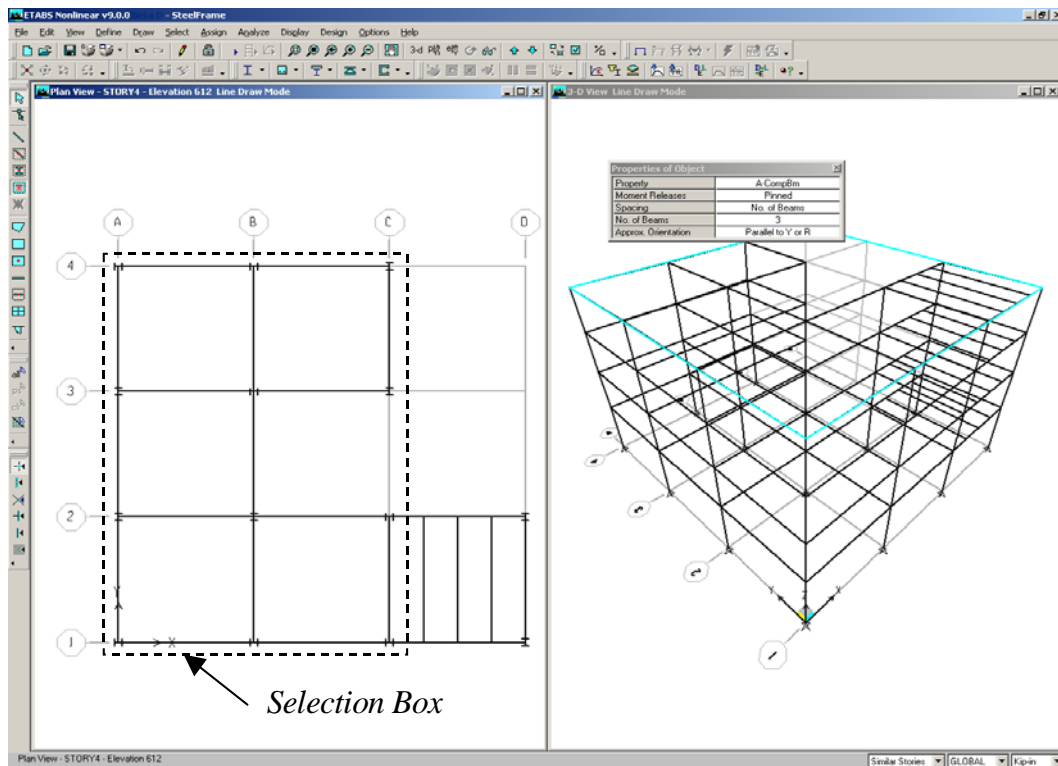 ETABS Nonlinear v9.0.0 - SteelFrame
File Edit View Define Draw Select Assign Analyze Display Design Options Help
3-d
Plan View - STORY4 - Elevation 612 Line Draw Mode
3-D View Line Draw Mode
Properties of Object
Property A-CompBm
Moment Releases Pinned
Spacing No. of Beams
No. of Beams 3
Approx. Orientation Parallel to Y or R
A B C D
4
3
2
1
Y
X
Y X
Z
Selection Box
Plan View - STORY4 - Elevation 612
Similar Stories GLOBAL Kip-in